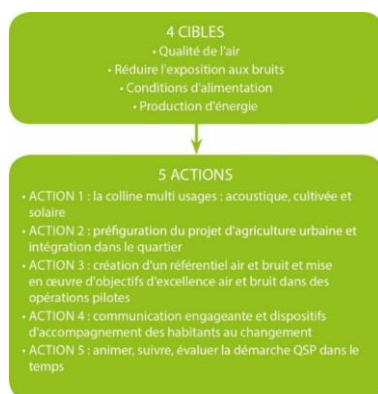 4 CIBLES
• Qualité de l'air
• Réduire l'exposition aux bruits
• Conditions d'alimentation
• Production d'énergie
5 ACTIONS
• ACTION 1 : la colline multi usages : acoustique, cultivée et
solaire
• ACTION 2 : préfiguration du projet d'agriculture urbaine et
intégration dans le quartier
• ACTION 3 : création d'un référentiel air et bruit et mise
en œuvre d'objectifs d'excellence air et bruit dans des
opérations pilotes
• ACTION 4 : communication engageante et dispositifs
d'accompagnement des habitants au changement
• ACTION 5 : animer, suivre, évaluer la démarche QSP dans le
temps